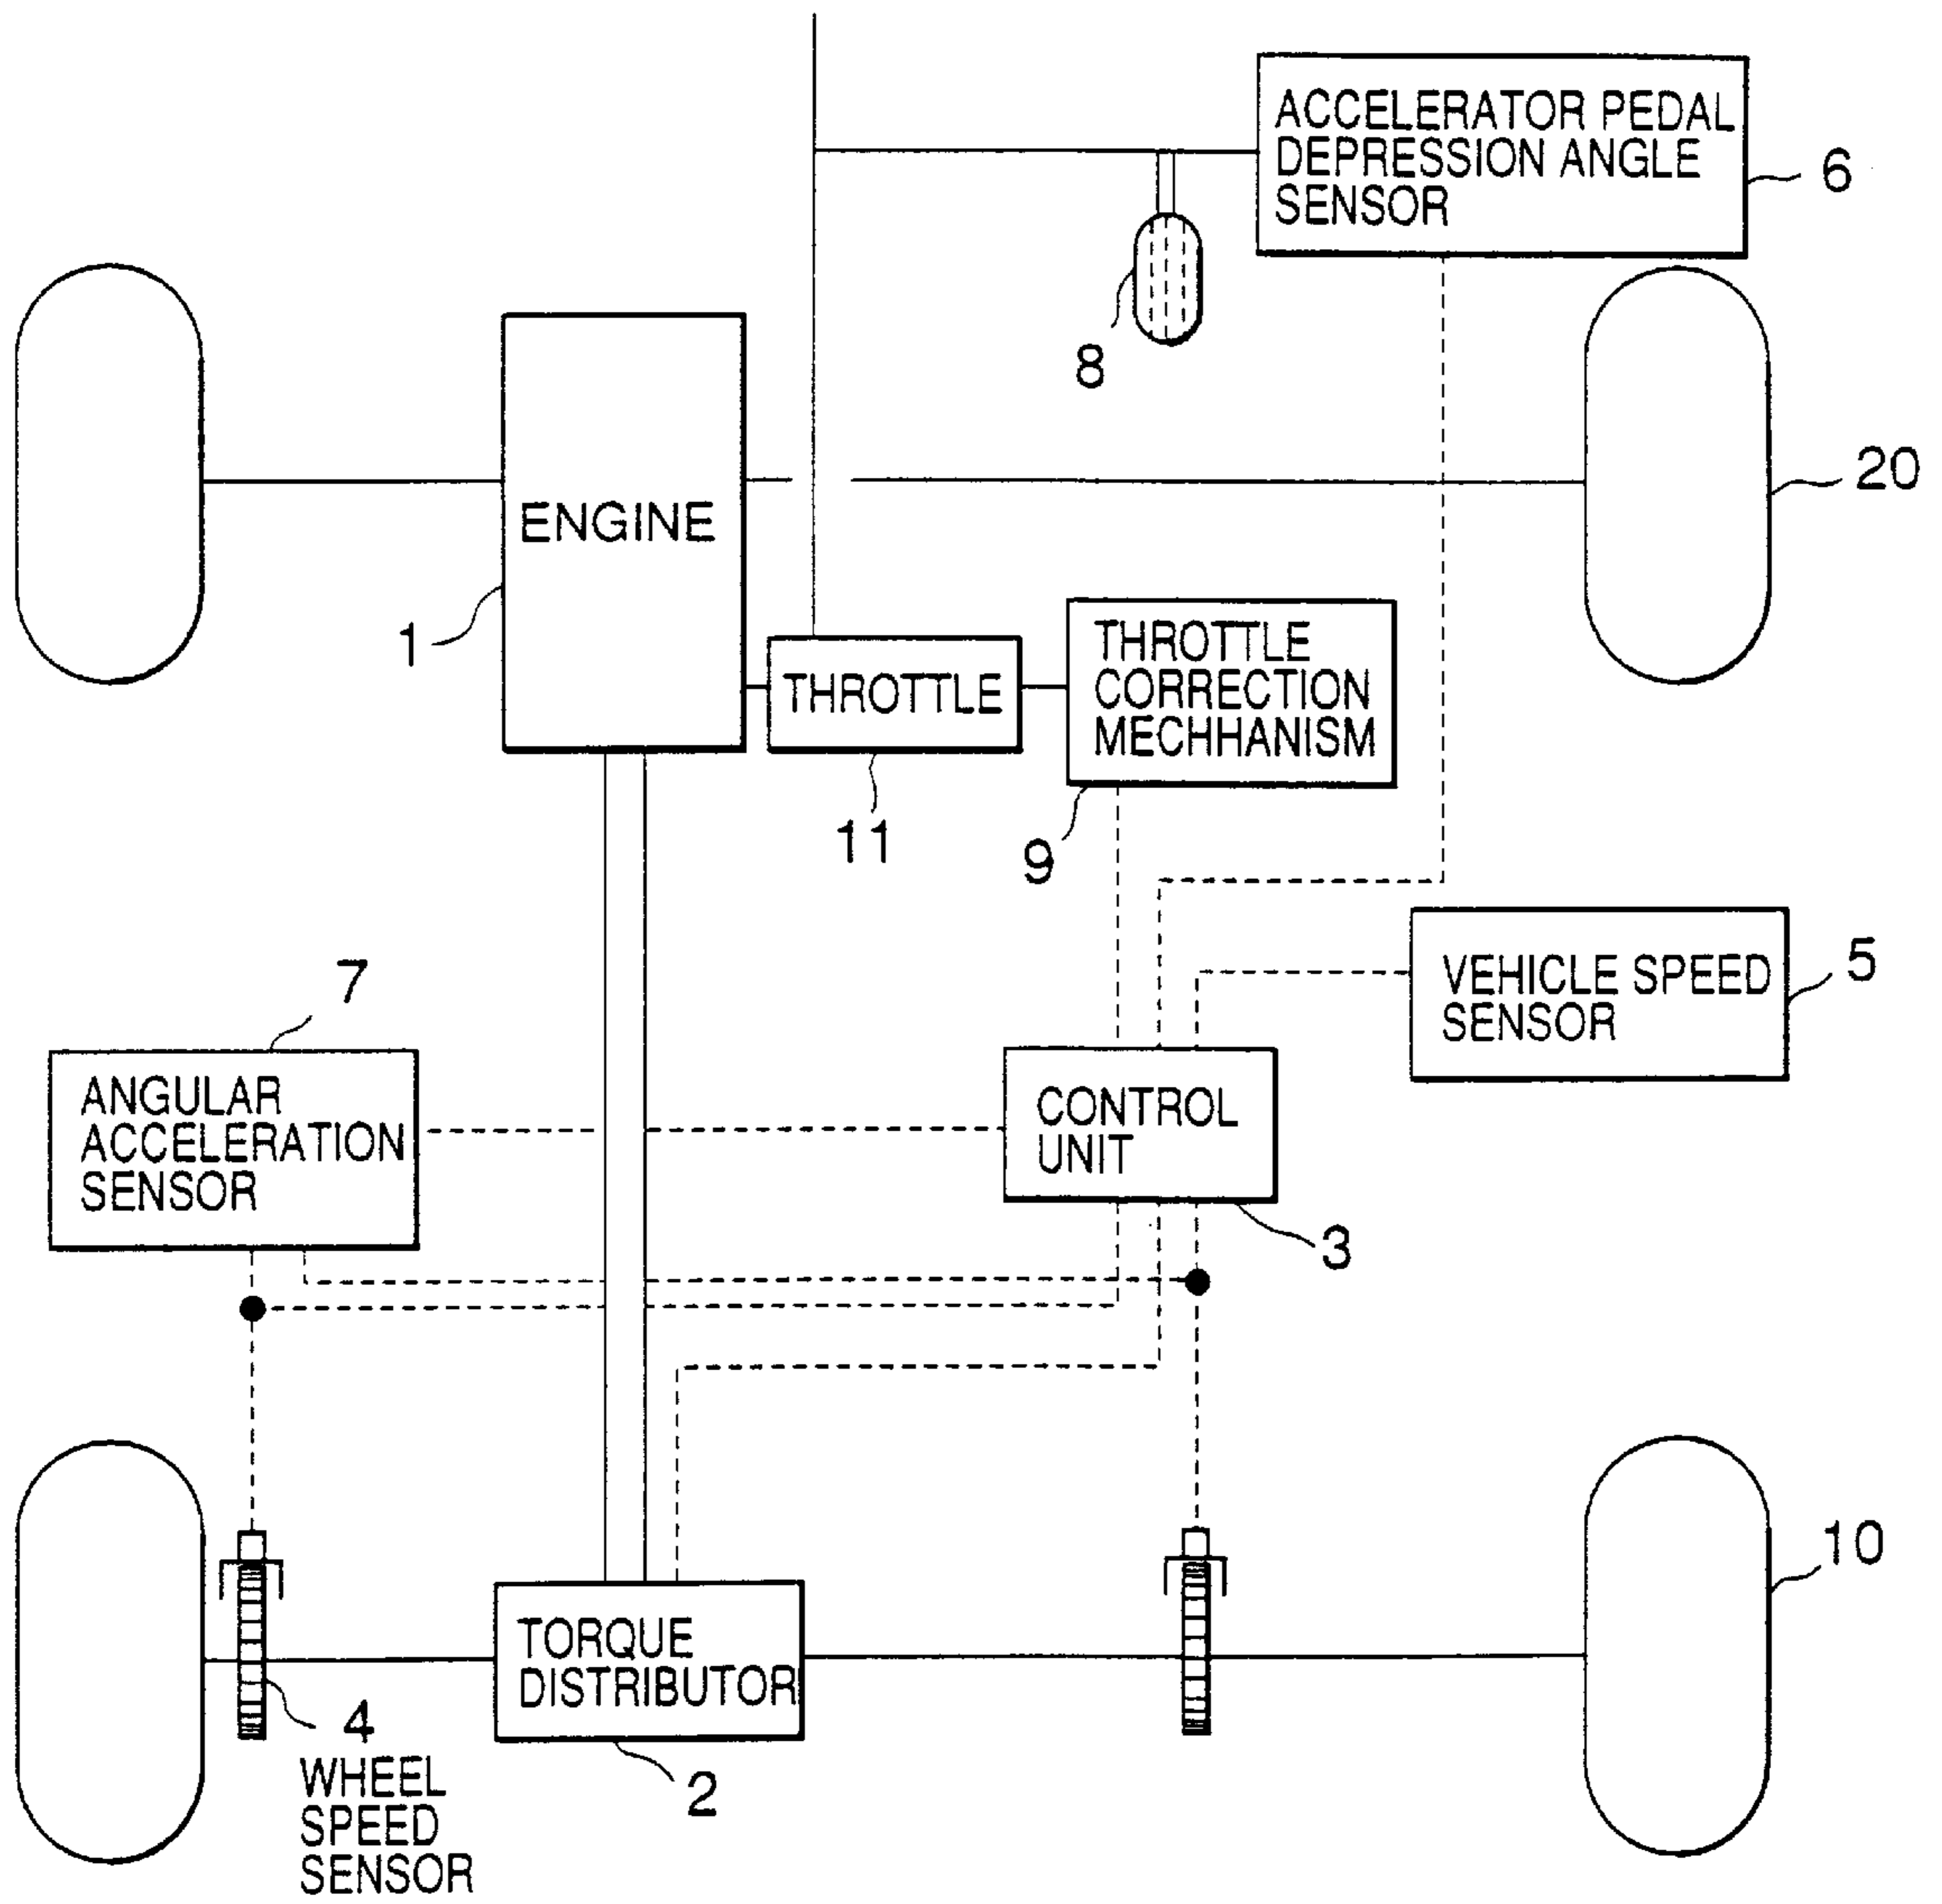 ACCELERATOR PEDAL
DEPRESSION ANGLE
SENSOR
6
8
20
ENGINE
1
THROTTLE
11
THROTTLE
CORRECTION
MECHHANISM
9
VEHICLE SPEED
SENSOR
5
7
ANGULAR
ACCELERATION
SENSOR
CONTROL
UNIT
3
10
TORQUE
DISTRIBUTOR
2
4
WHEEL
SPEED
SENSOR